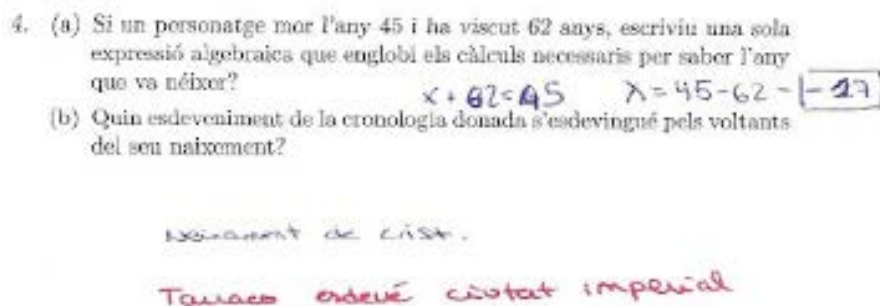 4. (a) Si un personatge mor l'any 45 i ha viscut 62 anys, escriviu una sola
expressió algebraica que englobi els càlculs necessaris per saber l'any
que va néixer?
x + 62 = 45 x = 45 - 62 = -17
(b) Quin esdeveniment de la cronologia donada s'esdevingué pels voltants
del seu naixement?
Neixament de Crist.
Tarraco esdevé ciutat imperial